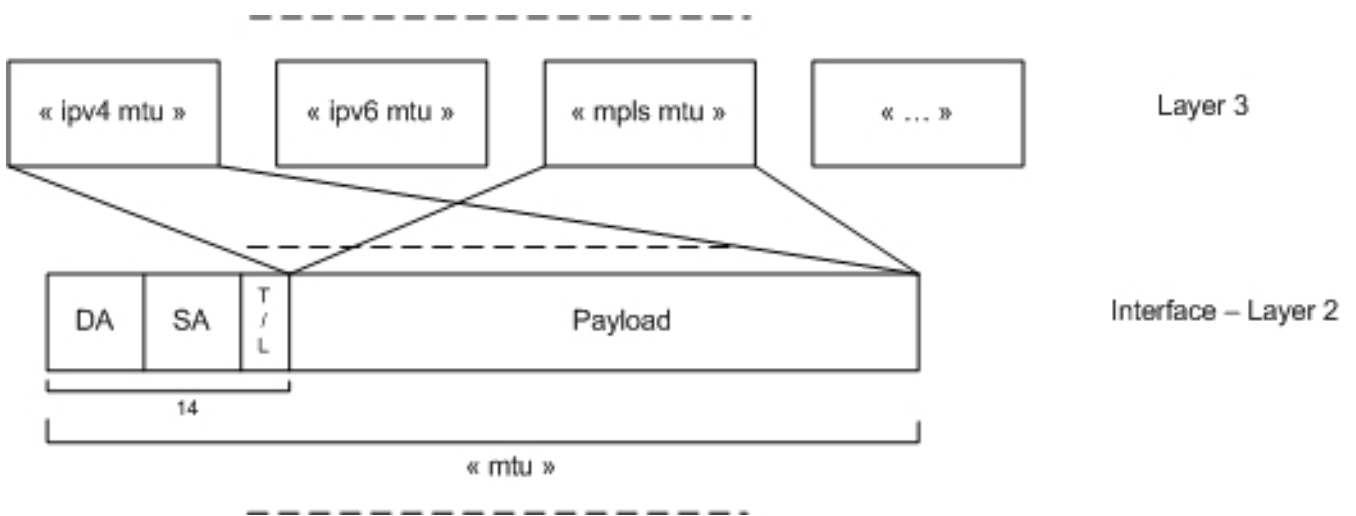 « ipv4 mtu »
« ipv6 mtu »
« mpls mtu »
« ... »
Layer 3
DA
SA
T
/
L
Payload
Interface – Layer 2
14
« mtu »